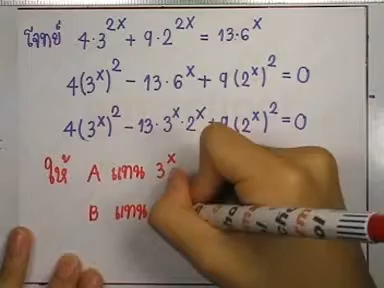 โจทย์ 4·3^{2x} + 9·2^{2x} = 13·6^x
4(3^x)^2 − 13·6^x + 9(2^x)^2 = 0
4(3^x)^2 − 13·3^x·2^x + 9(2^x)^2 = 0
ให้ A แทน 3^x
B แทน